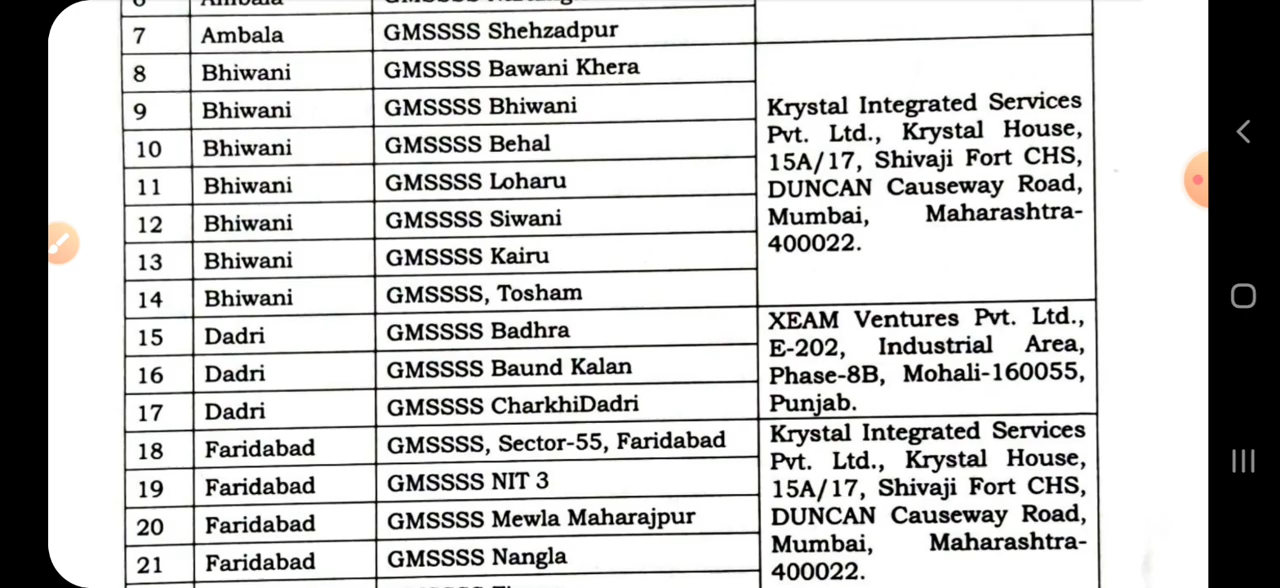 7 Ambala GMSSSS Shehzadpur
8 Bhiwani GMSSSS Bawani Khera
9 Bhiwani GMSSSS Bhiwani
10 Bhiwani GMSSSS Behal
11 Bhiwani GMSSSS Loharu
12 Bhiwani GMSSSS Siwani
13 Bhiwani GMSSSS Kairu
14 Bhiwani GMSSSS, Tosham
Krystal Integrated Services
Pvt. Ltd., Krystal House,
15A/17, Shivaji Fort CHS,
DUNCAN Causeway Road,
Mumbai, Maharashtra-
400022.
15 Dadri GMSSSS Badhra
16 Dadri GMSSSS Baund Kalan
17 Dadri GMSSSS CharkhiDadri
XEAM Ventures Pvt. Ltd.,
E-202, Industrial Area,
Phase-8B, Mohali-160055,
Punjab.
18 Faridabad GMSSSS, Sector-55, Faridabad
19 Faridabad GMSSSS NIT 3
20 Faridabad GMSSSS Mewla Maharajpur
21 Faridabad GMSSSS Nangla
Krystal Integrated Services
Pvt. Ltd., Krystal House,
15A/17, Shivaji Fort CHS,
DUNCAN Causeway Road,
Mumbai, Maharashtra-
400022.